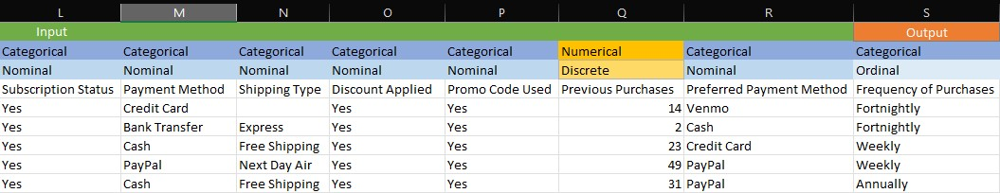 L M N O P Q R S
Input Output
Categorical Categorical Categorical Categorical Categorical Numerical Categorical Categorical
Nominal Nominal Nominal Nominal Nominal Discrete Nominal Ordinal
Subscription Status Payment Method Shipping Type Discount Applied Promo Code Used Previous Purchases Preferred Payment Method Frequency of Purchases
Yes Credit Card Yes Yes 14 Venmo Fortnightly
Yes Bank Transfer Express Yes Yes 2 Cash Fortnightly
Yes Cash Free Shipping Yes Yes 23 Credit Card Weekly
Yes PayPal Next Day Air Yes Yes 49 PayPal Weekly
Yes Cash Free Shipping Yes Yes 31 PayPal Annually